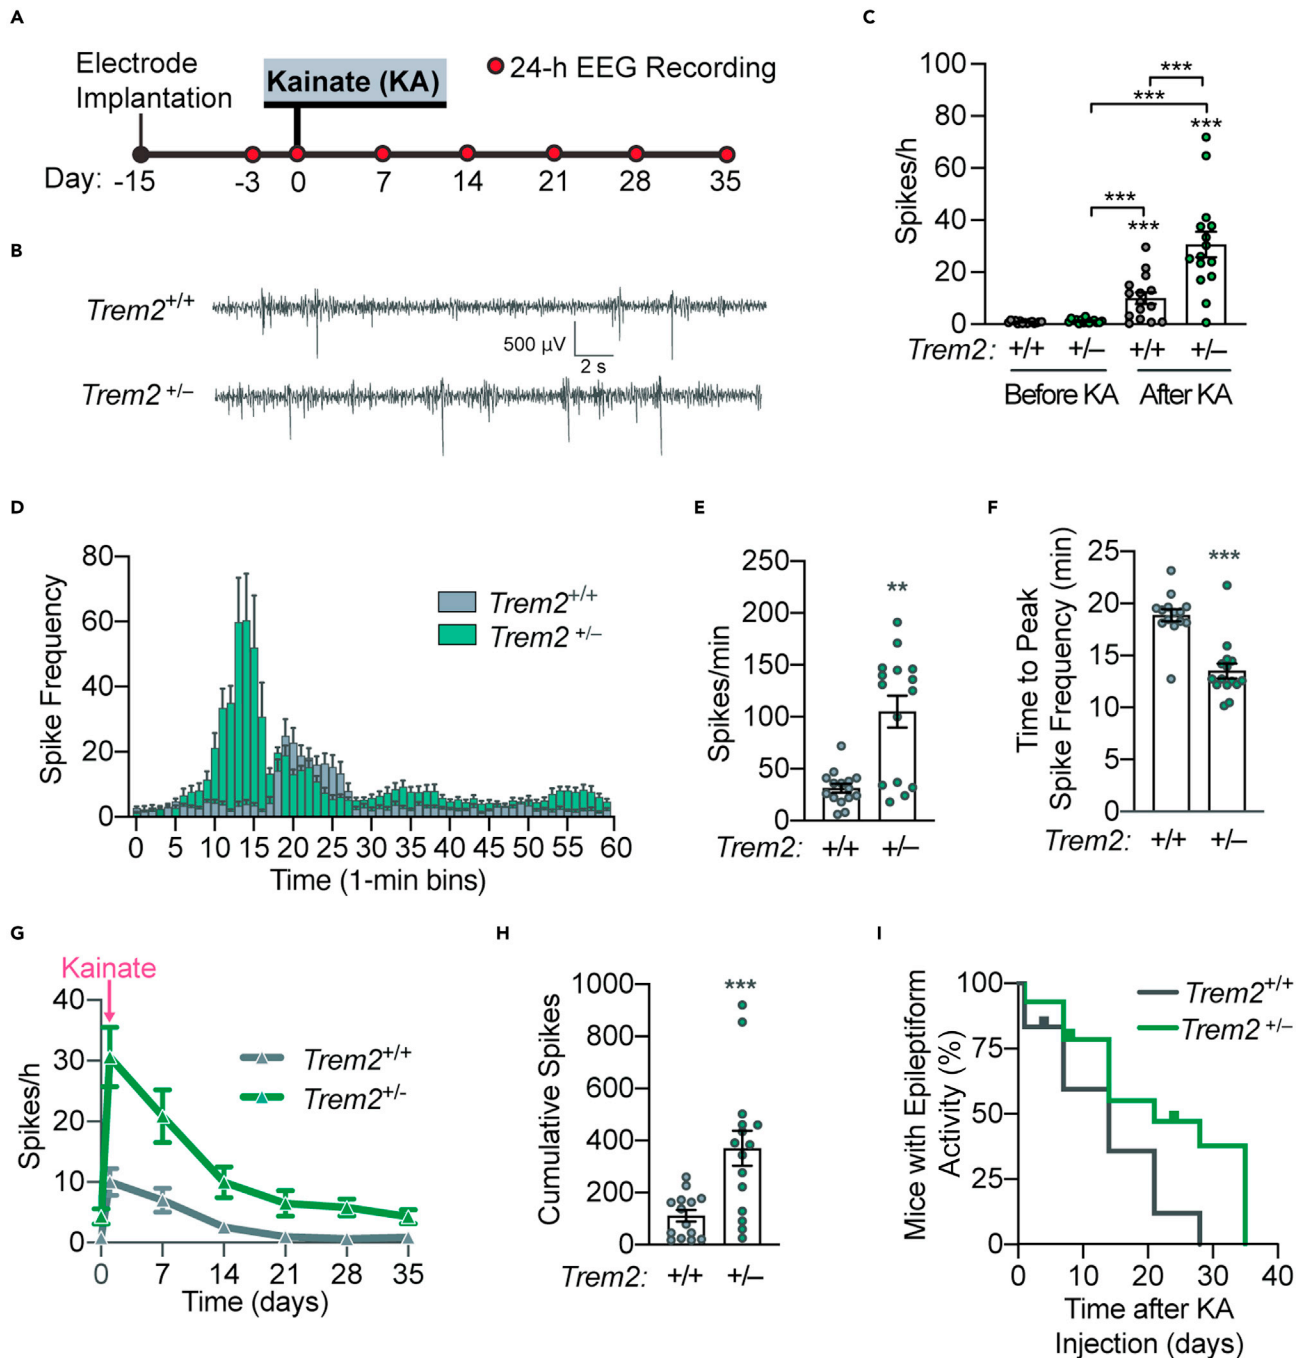 A
Electrode
Implantation
Kainate (KA)
24-h EEG Recording
Day: -15 -3 0 7 14 21 28 35
B
Trem2+/+
500 µV
2 s
Trem2 +/–
C
Spikes/h
100
80
60
40
20
0
***
***
***
***
***
Trem2: +/+ +/– +/+ +/–
Before KA After KA
D
Spike Frequency
80
60
40
20
0
Trem2+/+
Trem2 +/–
0 5 10 15 20 25 30 35 40 45 50 55 60
Time (1-min bins)
E
Spikes/min
250
200
150
100
50
0
**
Trem2: +/+ +/–
F
Time to Peak
Spike Frequency (min)
25
20
15
10
5
0
***
Trem2: +/+ +/–
G
Kainate
Spikes/h
40
30
20
10
0
Trem2+/+
Trem2+/-
0 7 14 21 28 35
Time (days)
H
Cumulative Spikes
1000
800
600
400
200
0
***
Trem2: +/+ +/–
I
Mice with Epileptiform
Activity (%)
100
75
50
25
0
Trem2+/+
Trem2 +/–
0 10 20 30 40
Time after KA
Injection (days)